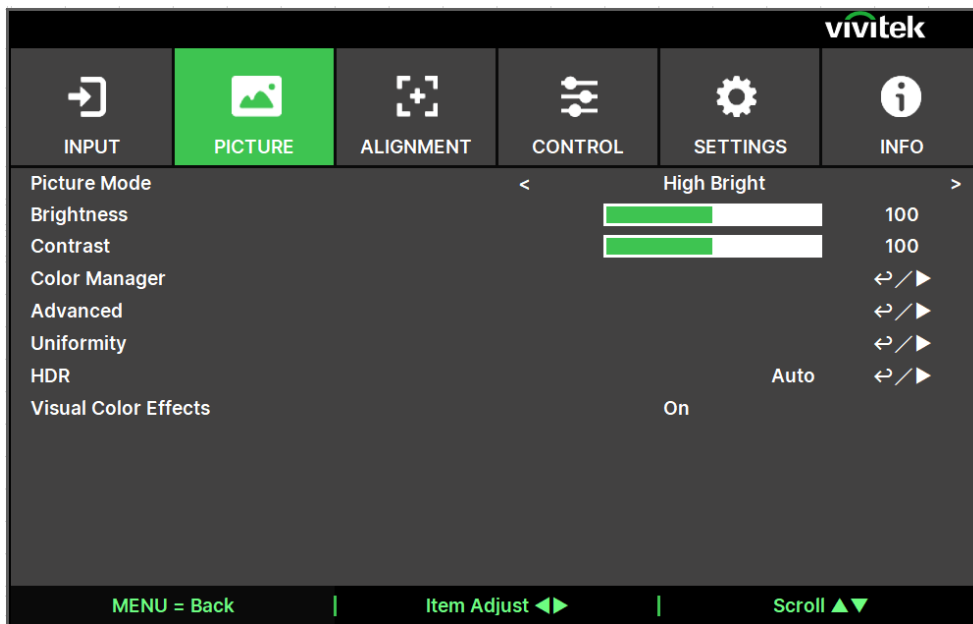 vivitek
INPUT PICTURE ALIGNMENT CONTROL SETTINGS INFO
Picture Mode < High Bright >
Brightness 100
Contrast 100
Color Manager ↩/▶
Advanced ↩/▶
Uniformity ↩/▶
HDR Auto ↩/▶
Visual Color Effects On
MENU = Back | Item Adjust ◀▶ | Scroll ▲▼